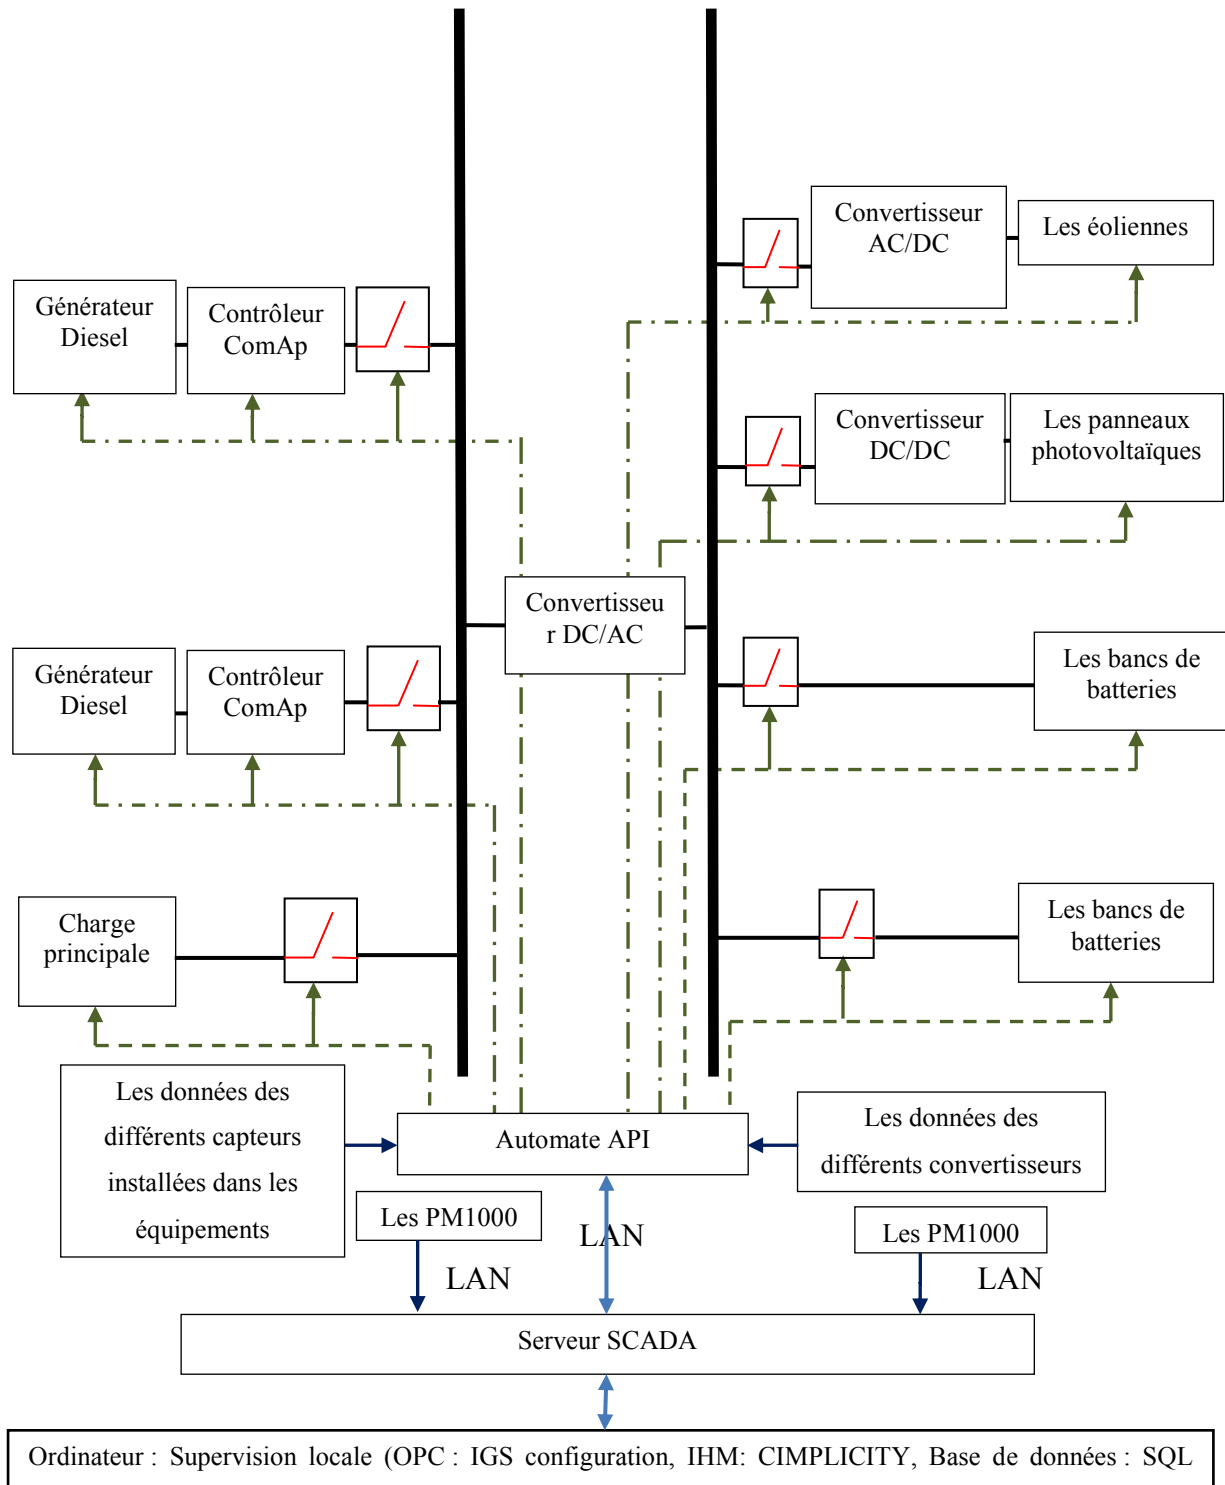 Convertisseur
AC/DC
Les éoliennes
Générateur
Diesel
Contrôleur
ComAp
Convertisseur
DC/DC
Les panneaux
photovoltaïques
Convertisseu
r DC/AC
Générateur
Diesel
Contrôleur
ComAp
Les bancs de
batteries
Charge
principale
Les bancs de
batteries
Les données des
différents capteurs
installées dans les
équipements
Automate API
Les données des
différents convertisseurs
Les PM1000
LAN
Les PM1000
LAN
LAN
Serveur SCADA
Ordinateur : Supervision locale (OPC : IGS configuration, IHM: CIMPLICITY, Base de données : SQL